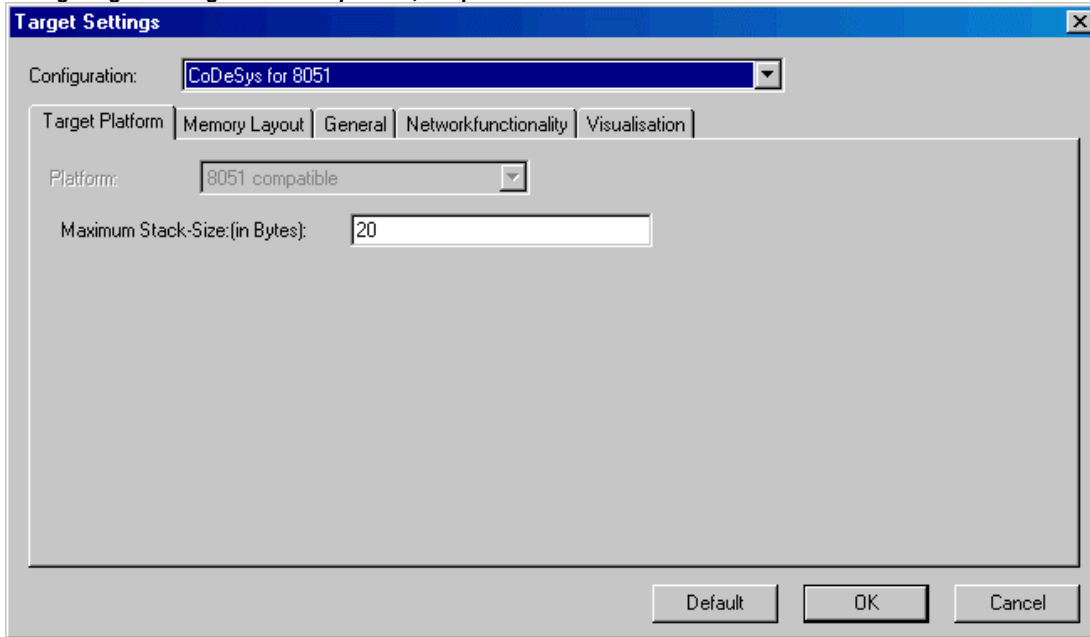 Target Settings
Configuration: CoDeSys for 8051
Target Platform Memory Layout General Networkfunctionality Visualisation
Platform: 8051 compatible
Maximum Stack-Size:(in Bytes): 20
Default OK Cancel